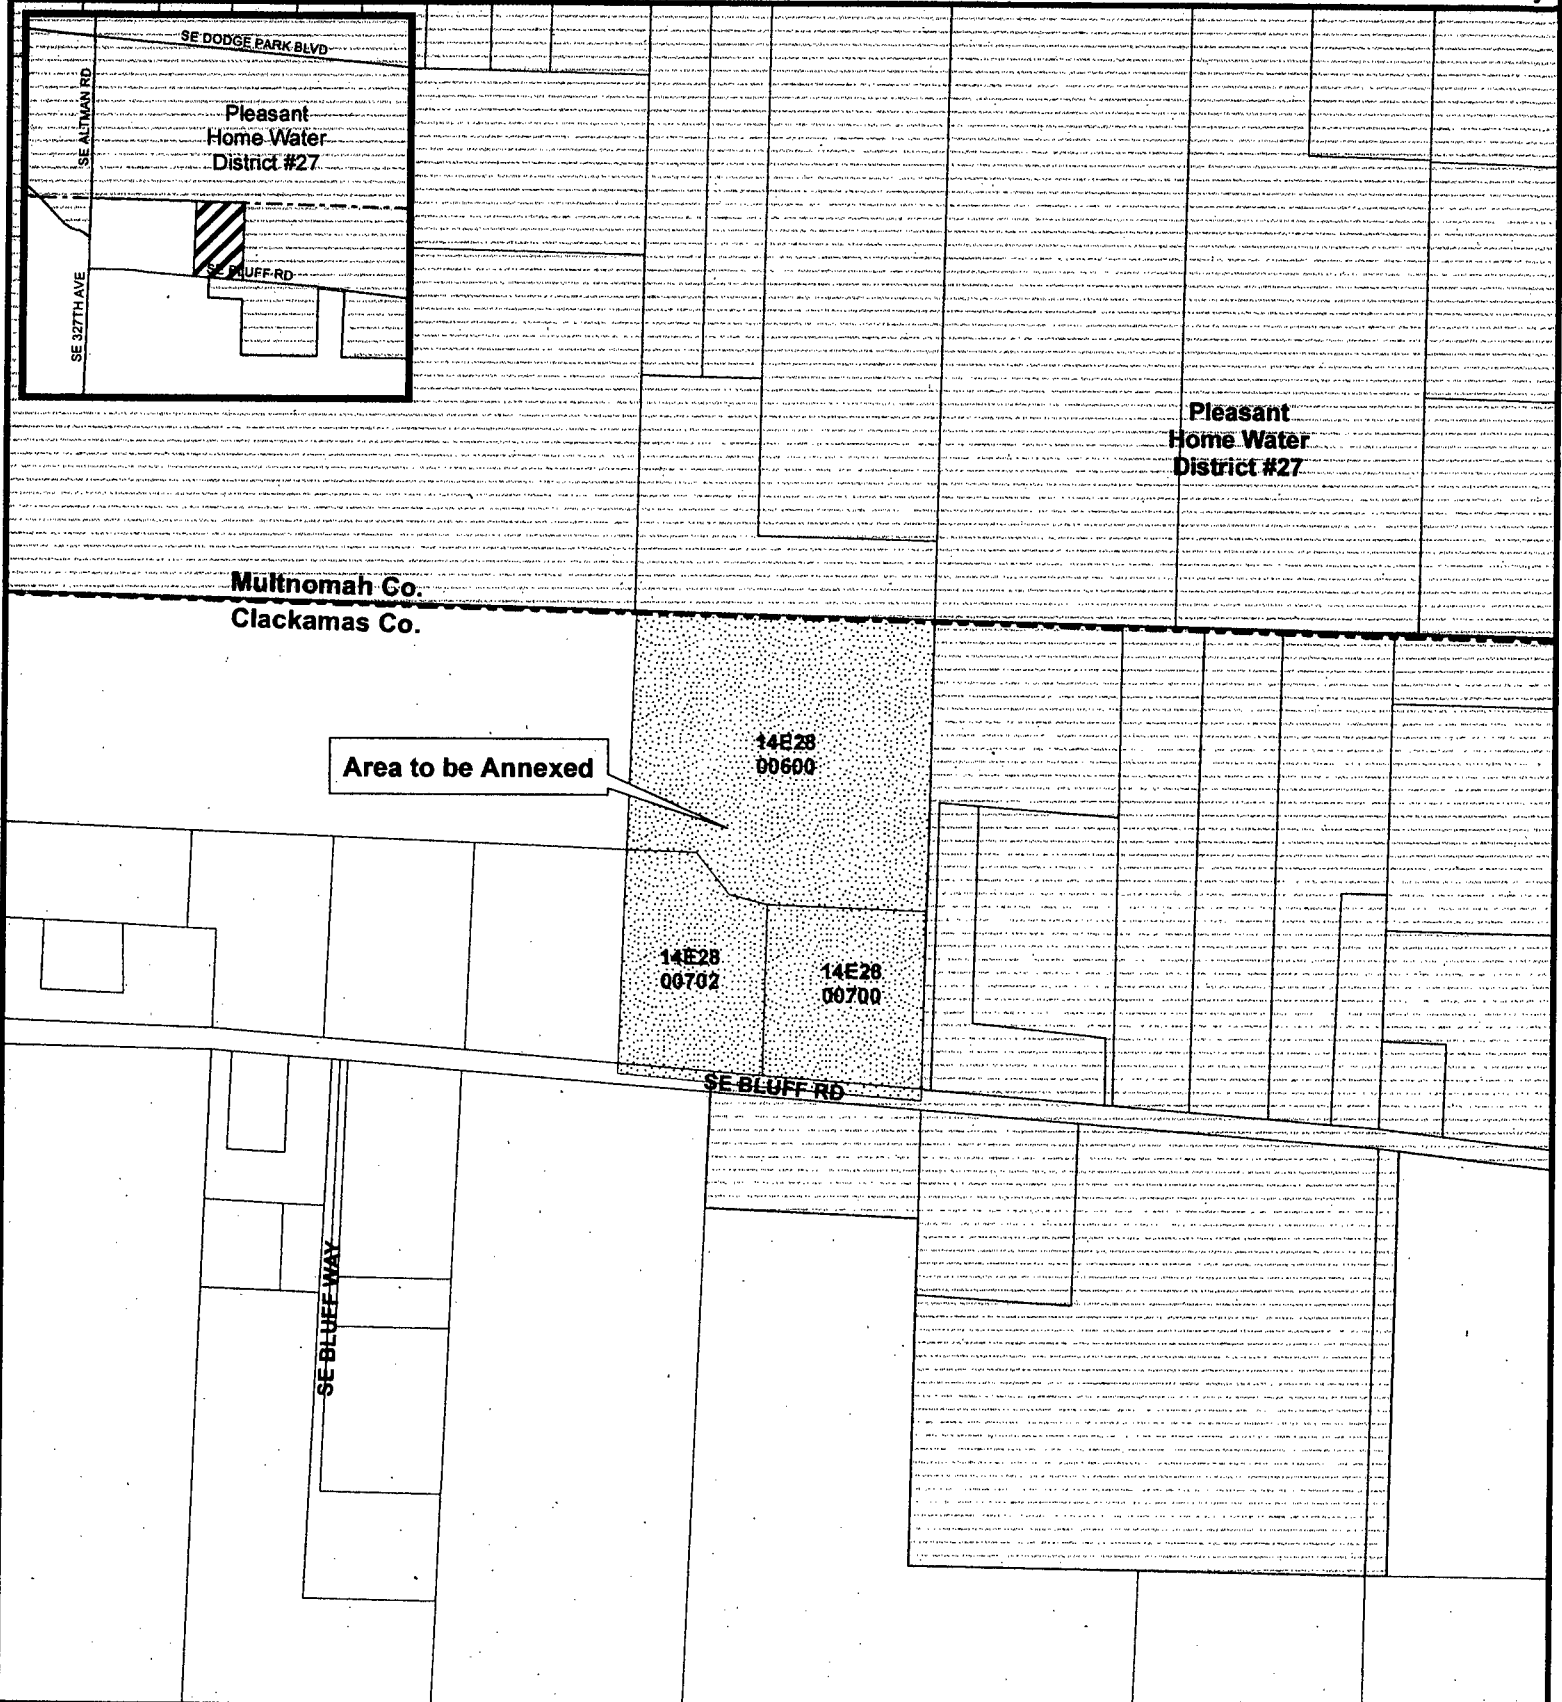 SE DODGE PARK BLVD
SE ALTMAN RD
Pleasant
Home Water
District #27
SE BLUFF RD
SE 327TH AVE
Pleasant
Home Water
District #27
Multnomah Co.
Clackamas Co.
14E28
00600
Area to be Annexed
14E28
00702
14E28
00700
SE BLUFF RD
SE BLUFF WAY